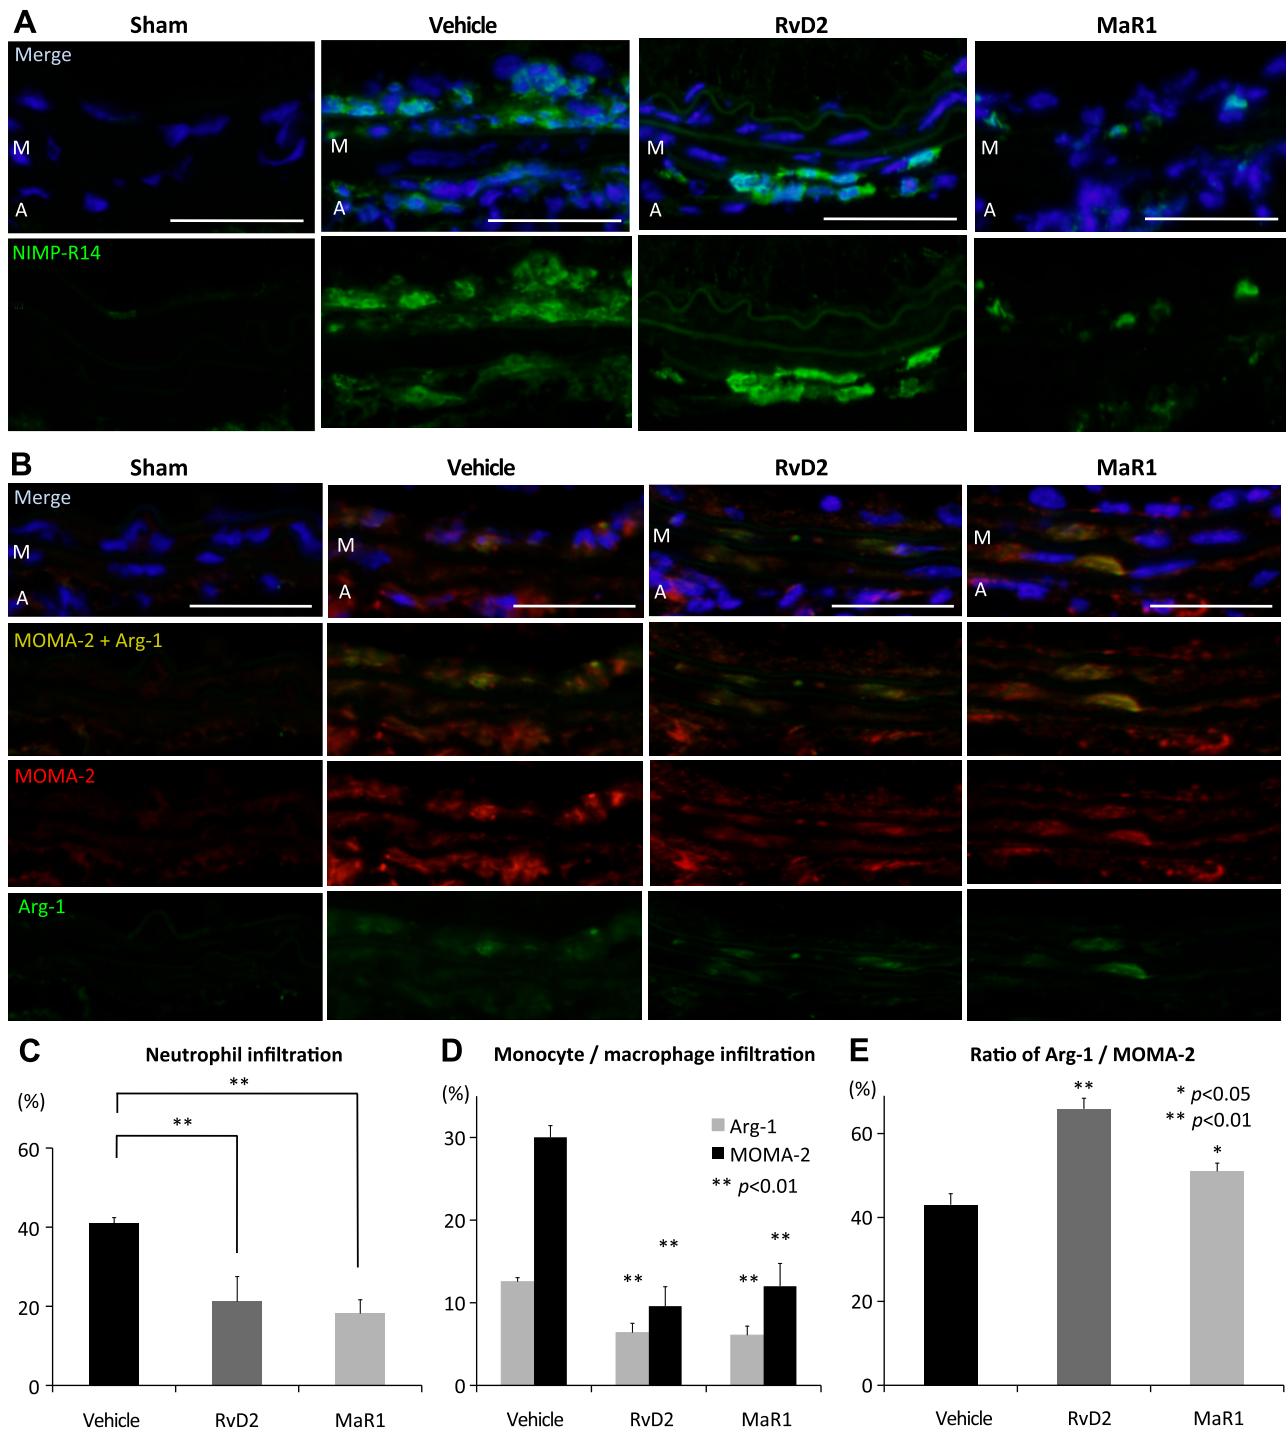 A
Sham Vehicle RvD2 MaR1
Merge
M M M M
A A A A
NIMP-R14
B
Sham Vehicle RvD2 MaR1
Merge
M M M M
A A A A
MOMA-2 + Arg-1
MOMA-2
Arg-1
C Neutrophil infiltration
(%)
**
**
60
40
20
0
Vehicle RvD2 MaR1
D Monocyte / macrophage infiltration
(%)
Arg-1
MOMA-2
** p<0.01
30
20
10
0
** ** ** **
Vehicle RvD2 MaR1
E Ratio of Arg-1 / MOMA-2
(%)
* p<0.05
** p<0.01
**
*
60
40
20
0
Vehicle RvD2 MaR1